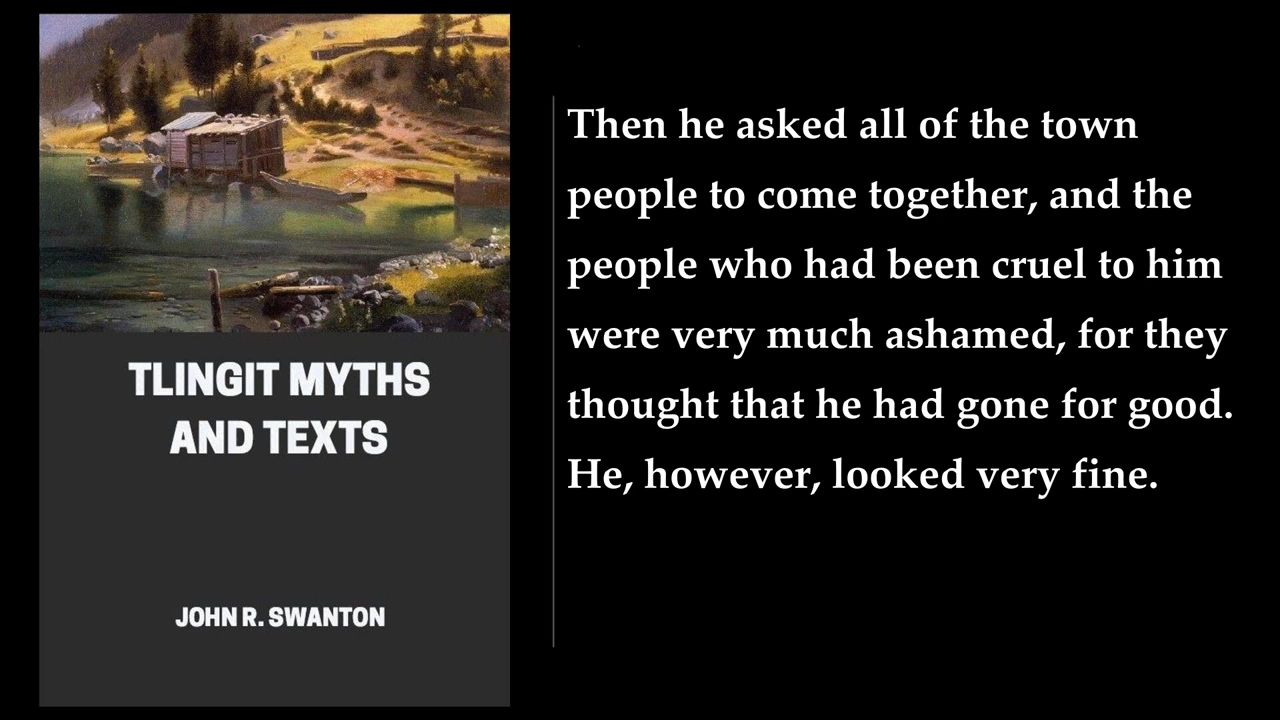 TLINGIT MYTHS
AND TEXTS
JOHN R. SWANTON
Then he asked all of the town
people to come together, and the
people who had been cruel to him
were very much ashamed, for they
thought that he had gone for good.
He, however, looked very fine.